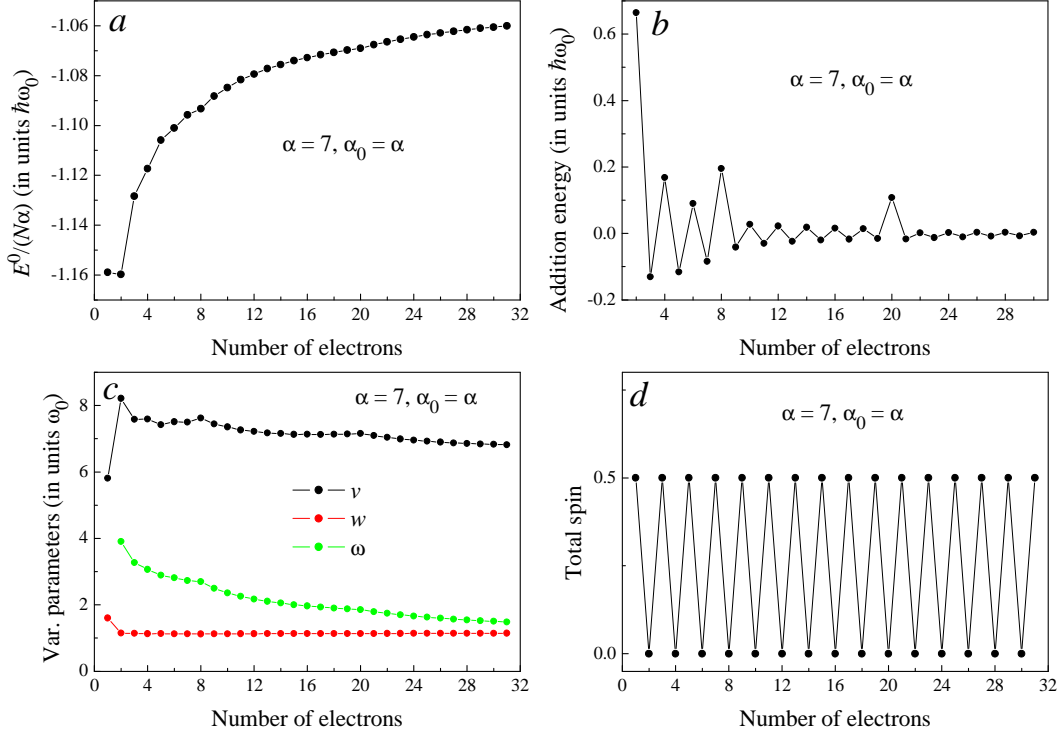 a
E⁰/(Nα) (in units ħω₀)
-1.06
-1.08
-1.10
-1.12
-1.14
-1.16
α = 7, α₀ = α
0 4 8 12 16 20 24 28 32
Number of electrons
b
Addition energy (in units ħω₀)
0.6
0.4
0.2
0.0
-0.2
α = 7, α₀ = α
4 8 12 16 20 24 28
Number of electrons
c
Var. parameters (in units ω₀)
8
6
4
2
0
α = 7, α₀ = α
v
w
ω
0 4 8 12 16 20 24 28 32
Number of electrons
d
Total spin
0.5
0.0
α = 7, α₀ = α
0 4 8 12 16 20 24 28 32
Number of electrons